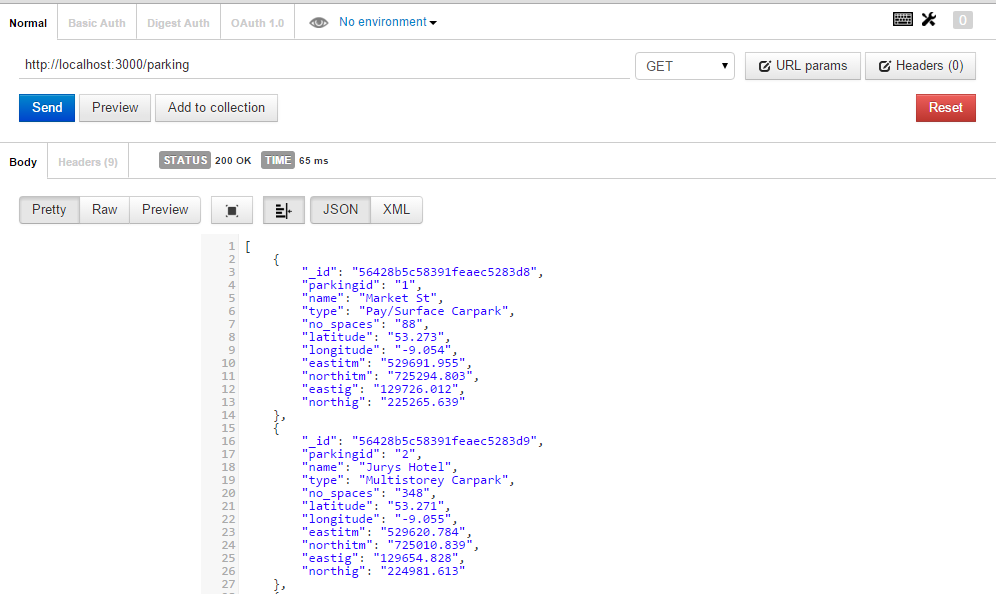 Normal Basic Auth Digest Auth OAuth 1.0 No environment 0
http://localhost:3000/parking GET URL params Headers (0)
Send Preview Add to collection Reset
Body Headers (9) STATUS 200 OK TIME 65 ms
Pretty Raw Preview JSON XML
1 [
2 {
3 "_id": "56428b5c58391feaec5283d8",
4 "parkingid": "1",
5 "name": "Market St",
6 "type": "Pay/Surface Carpark",
7 "no_spaces": "88",
8 "latitude": "53.273",
9 "longitude": "-9.054",
10 "eastitm": "529691.955",
11 "northitm": "725294.803",
12 "eastig": "129726.012",
13 "northig": "225265.639"
14 },
15 {
16 "_id": "56428b5c58391feaec5283d9",
17 "parkingid": "2",
18 "name": "Jurys Hotel",
19 "type": "Multistorey Carpark",
20 "no_spaces": "348",
21 "latitude": "53.271",
22 "longitude": "-9.055",
23 "eastitm": "529620.784",
24 "northitm": "725010.839",
25 "eastig": "129654.828",
26 "northig": "224981.613"
27 },